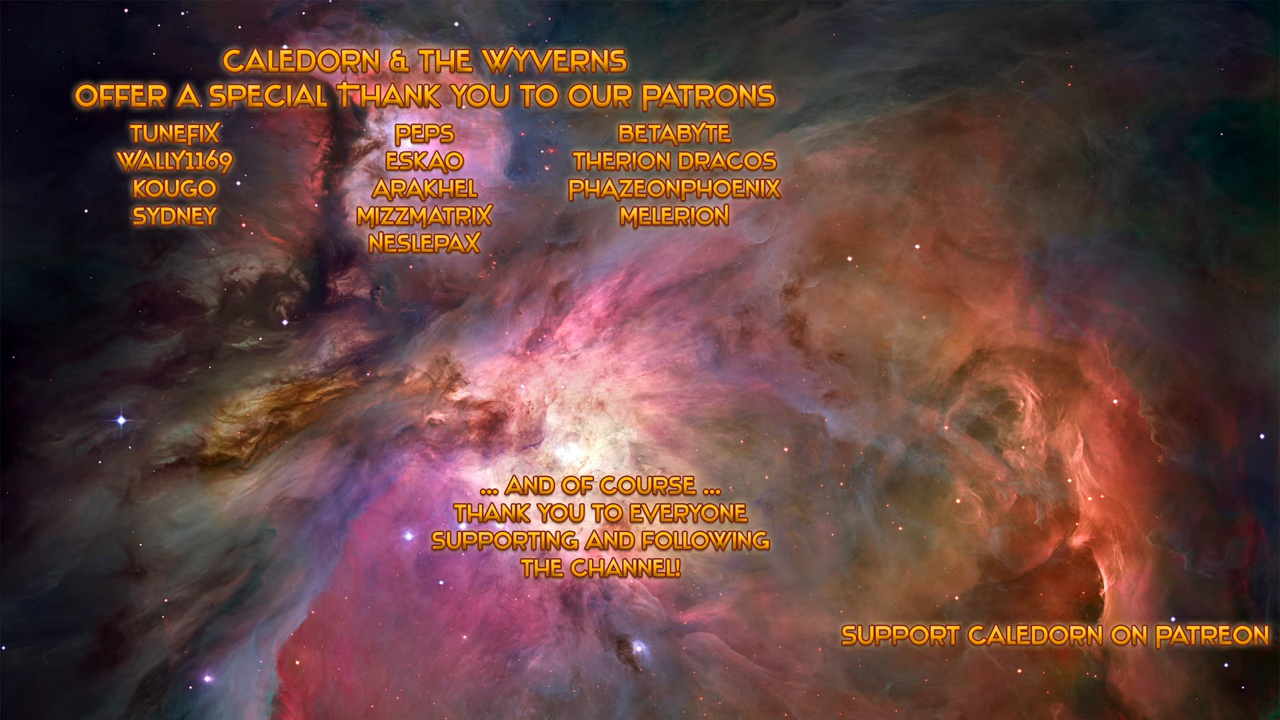 CALEDORN & THE WYVERNS
OFFER A SPECIAL THANK YOU TO OUR PATRONS
TUNEFIX
WALLY1169
KOUGO
SYDNEY
PEPS
ESKAO
ARAKHEL
MIZZMATRIX
NESLEPAX
BETABYTE
THERION DRACOS
PHAZEONPHOENIX
MELERION
... AND OF COURSE ...
THANK YOU TO EVERYONE
SUPPORTING AND FOLLOWING
THE CHANNEL!
SUPPORT CALEDORN ON PATREON